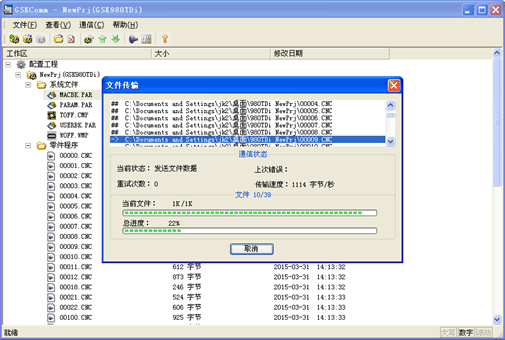 GSKComm - NewPrj(GSK980TDi)
文件(F) 查看(V) 通信(C) 帮助(H)
工作区 大小 修改日期
配置工程
NewPrj(GSK980TDi)
系统文件
MACBK.PAR
PARAM.PAR
TOFF.CMP
USERBK.PAR
WOFF.WMP
零件程序
00000.CNC
00001.CNC
00002.CNC
00003.CNC
00004.CNC
00005.CNC
00006.CNC
00007.CNC
00008.CNC
00009.CNC
00010.CNC
00011.CNC 612 字节 2015-03-31 14:13:32
00012.CNC 873 字节 2015-03-31 14:13:32
00018.CNC 246 字节 2015-03-31 14:13:32
00021.CNC 524 字节 2015-03-31 14:13:33
00022.CNC 606 字节 2015-03-31 14:13:33
00100.CNC 925 字节 2015-03-31 14:13:33
文件传输
## C:\Documents and Settings\jk2\桌面\980TDi NewPrj\00004.CNC
## C:\Documents and Settings\jk2\桌面\980TDi NewPrj\00005.CNC
## C:\Documents and Settings\jk2\桌面\980TDi NewPrj\00006.CNC
## C:\Documents and Settings\jk2\桌面\980TDi NewPrj\00007.CNC
## C:\Documents and Settings\jk2\桌面\980TDi NewPrj\00008.CNC
-> C:\Documents and Settings\jk2\桌面\980TDi NewPrj\00009.CNC
通信状态
当前状态：发送文件数据 上次错误：
重试次数：0 传输速度：1114 字节/秒
文件 10/39
当前文件： 1K/1K
总进度： 22%
取消
就绪 大写 数字 滚动